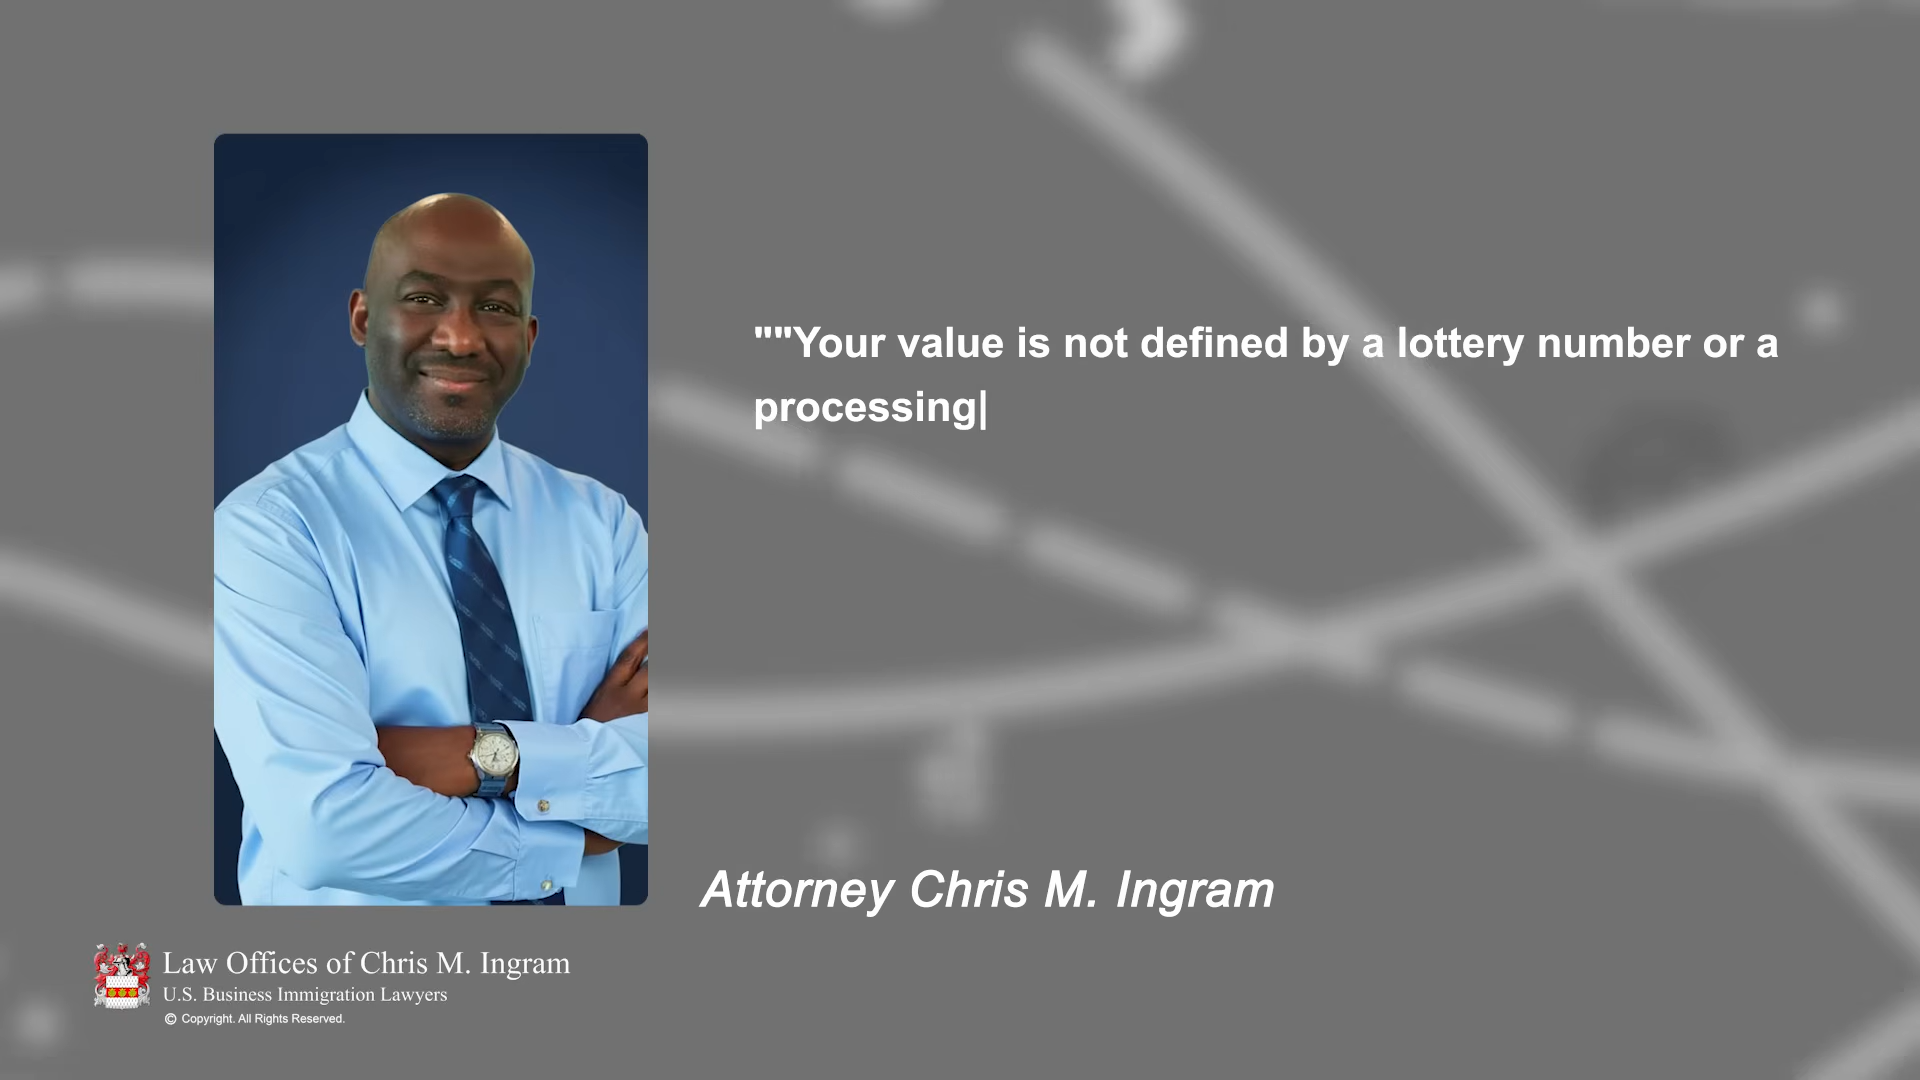 ""Your value is not defined by a lottery number or a
processing|
Attorney Chris M. Ingram
Law Offices of Chris M. Ingram
U.S. Business Immigration Lawyers
© Copyright. All Rights Reserved.